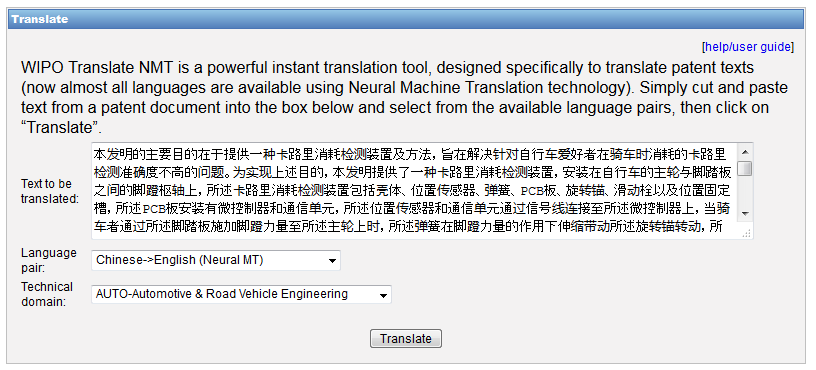 Translate
[help/user guide]
WIPO Translate NMT is a powerful instant translation tool, designed specifically to translate patent texts
(now almost all languages are available using Neural Machine Translation technology). Simply cut and paste
text from a patent document into the box below and select from the available language pairs, then click on
“Translate”.
Text to be
translated:
本发明的主要目的在于提供一种卡路里消耗检测装置及方法，旨在解决针对自行车爱好者在骑车时消耗的卡路里
检测准确度不高的问题。为实现上述目的，本发明提供了一种卡路里消耗检测装置，安装在自行车的主轮与脚踏板
之间的脚蹬枢轴上，所述卡路里消耗检测装置包括壳体、位置传感器、弹簧、PCB板、旋转锚、滑动栓以及位置固定
槽，所述PCB板安装有微控制器和通信单元，所述位置传感器和通信单元通过信号线连接至所述微控制器上，当骑
车者通过所述脚踏板施加脚蹬力量至所述主轮上时，所述弹簧在脚蹬力量的作用下伸缩带动所述旋转锚转动，所
Language
pair:
Chinese->English (Neural MT)
Technical
domain:
AUTO-Automotive & Road Vehicle Engineering
Translate